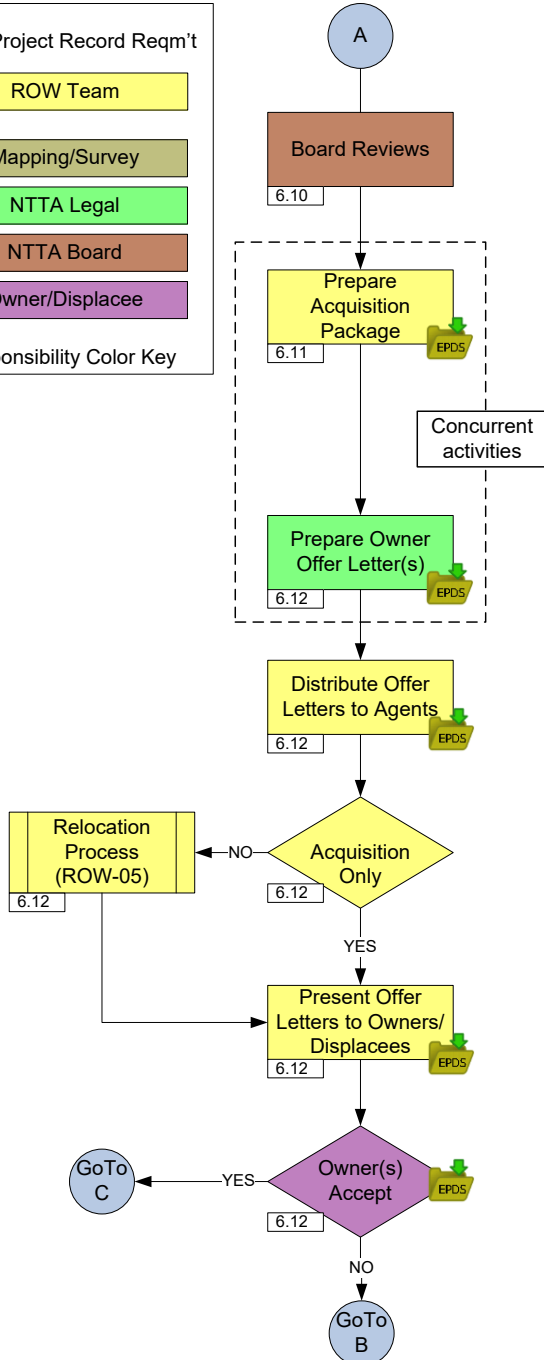 Project Record Reqm't
ROW Team
Mapping/Survey
NTTA Legal
NTTA Board
Owner/Displacee
onsibility Color Key
A
Board Reviews
6.10
Prepare
Acquisition
Package
EPDS
6.11
Concurrent
activities
Prepare Owner
Offer Letter(s)
EPDS
6.12
Distribute Offer
Letters to Agents
EPDS
6.12
Relocation
Process
(ROW-05)
6.12
NO
Acquisition
Only
6.12
YES
Present Offer
Letters to Owners/
Displacees
EPDS
6.12
GoTo
C
YES
Owner(s)
Accept
EPDS
6.12
NO
GoTo
B